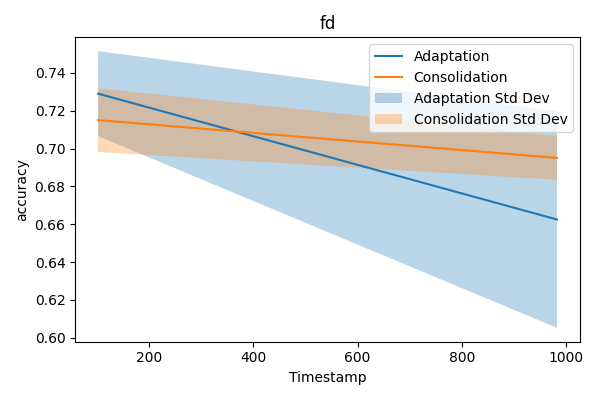 fd
Adaptation
Consolidation
Adaptation Std Dev
Consolidation Std Dev
accuracy
0.74
0.72
0.70
0.68
0.66
0.64
0.62
0.60
200
400
600
800
1000
Timestamp